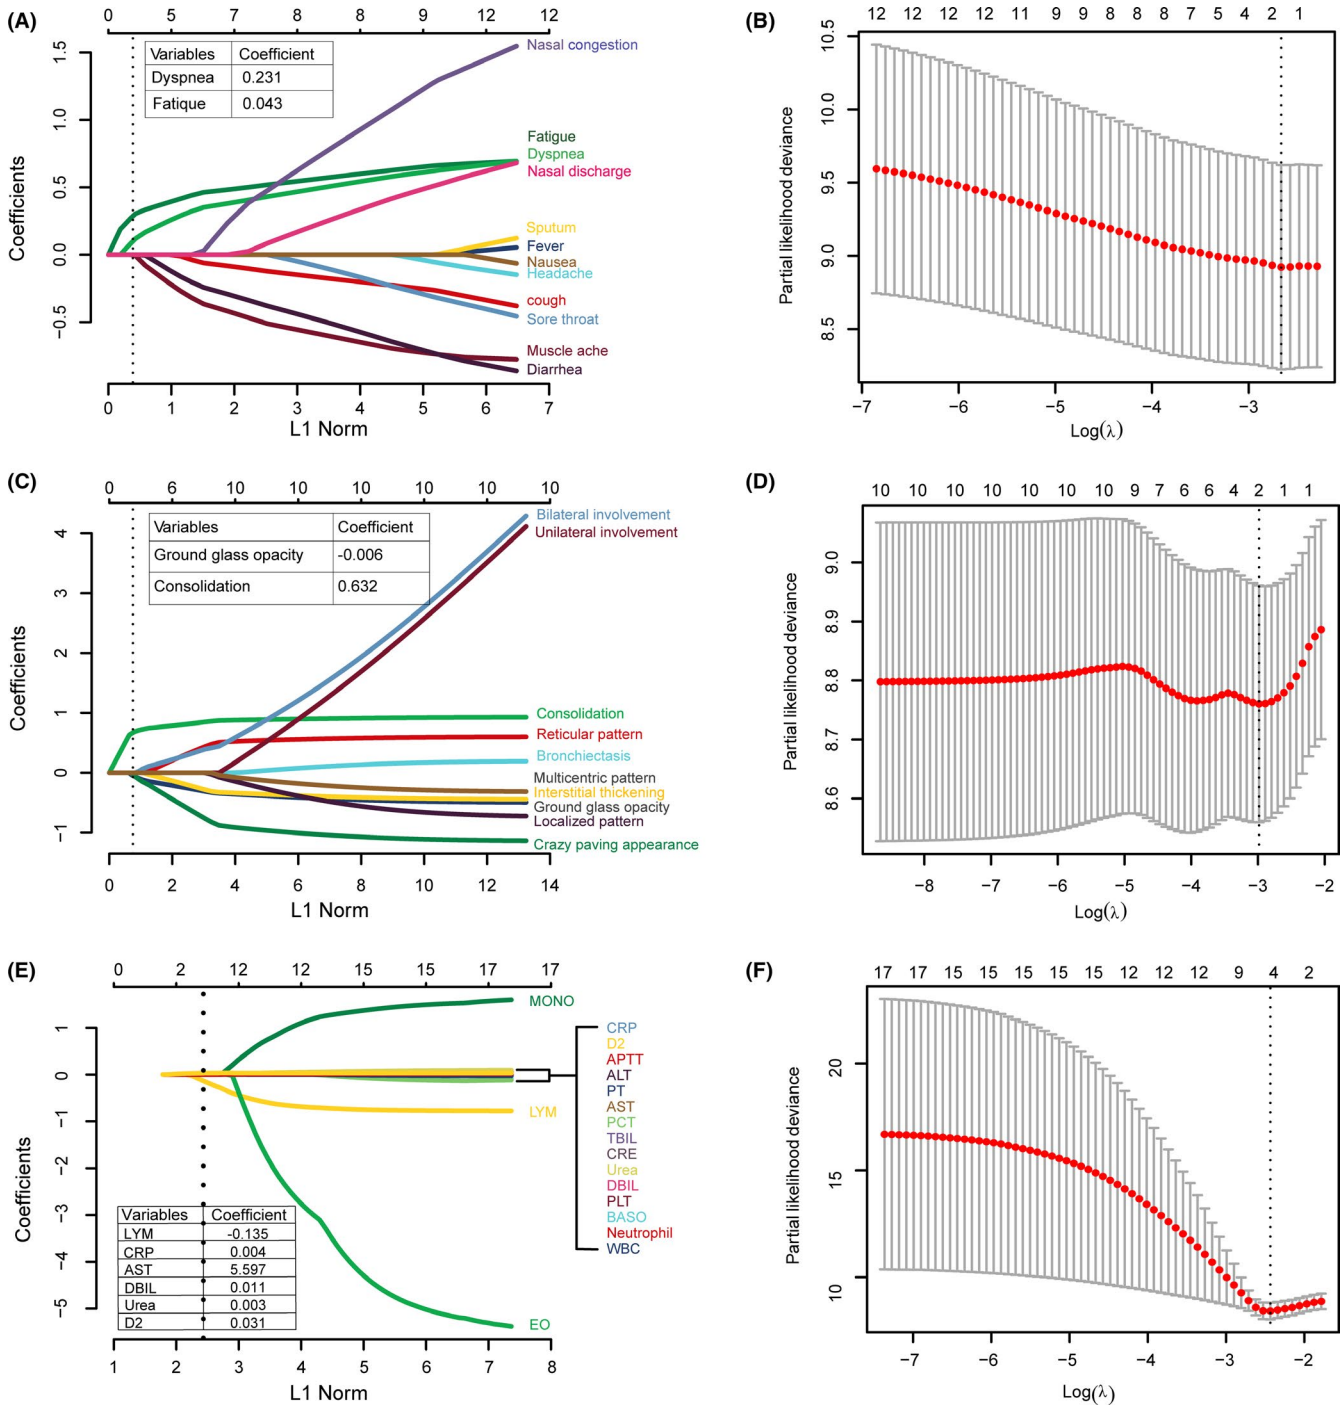 (A)
0 5 7 8 9 12 12
Variables Coefficient
Dyspnea 0.231
Fatique 0.043
1.5
1.0
0.5
0.0
−0.5
Coefficients
Nasal congestion
Fatigue
Dyspnea
Nasal discharge
Sputum
Fever
Nausea
Headache
cough
Sore throat
Muscle ache
Diarrhea
0 1 2 3 4 5 6 7
L1 Norm
(B)
12 12 12 12 11 9 9 8 8 8 7 5 4 2 1
10.5
10.0
9.5
9.0
8.5
Partial likelihood deviance
−7 −6 −5 −4 −3
Log(λ)
(C)
0 6 10 10 10 10 10 10
Variables Coefficient
Ground glass opacity -0.006
Consolidation 0.632
4
3
2
1
0
−1
Coefficients
Bilateral involvement
Unilateral involvement
Consolidation
Reticular pattern
Bronchiectasis
Multicentric pattern
Interstitial thickening
Ground glass opacity
Localized pattern
Crazy paving appearance
0 2 4 6 8 10 12 14
L1 Norm
(D)
10 10 10 10 10 10 9 7 6 6 4 2 1 1
9.0
8.9
8.8
8.7
8.6
Partial likelihood deviance
−8 −7 −6 −5 −4 −3 −2
Log(λ)
(E)
0 2 12 12 15 15 17 17
1
0
−1
−2
−3
−4
−5
Coefficients
MONO
LYM
EO
CRP
D2
APTT
ALT
PT
AST
PCT
TBIL
CRE
Urea
DBIL
PLT
BASO
Neutrophil
WBC
Variables Coefficient
LYM -0.135
CRP 0.004
AST 5.597
DBIL 0.011
Urea 0.003
D2 0.031
1 2 3 4 5 6 7 8
L1 Norm
(F)
17 17 15 15 15 15 12 12 12 9 4 2
20
15
10
Partial likelihood deviance
−7 −6 −5 −4 −3 −2
Log(λ)